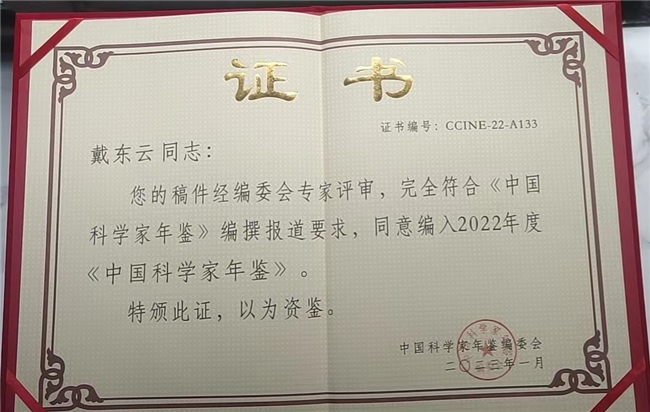 证书
证书编号：CCINE-22-A133
戴东云 同志：
您的稿件经编委会专家评审，完全符合《中国
科学家年鉴》编撰报道要求，同意编入2022年度
《中国科学家年鉴》。
特颁此证，以为资鉴。
中国科学家年鉴编委会
二〇二二年一月